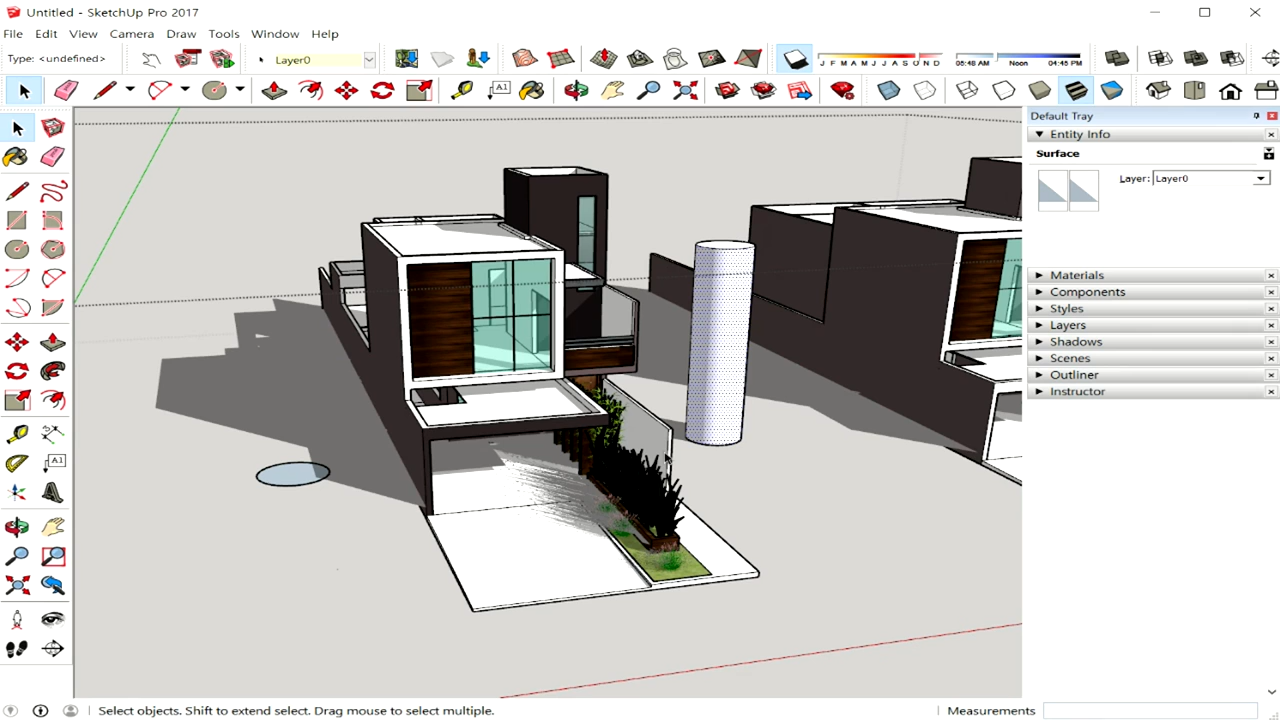 Untitled - SketchUp Pro 2017
File Edit View Camera Draw Tools Window Help
Type: <undefined>
Layer0
J F M A M J J A S O N D
06:48 AM Noon 04:45 PM
A1
Default Tray
Entity Info
Surface
Layer: Layer0
Materials
Components
Styles
Layers
Shadows
Scenes
Outliner
Instructor
A1
Select objects. Shift to extend select. Drag mouse to select multiple.
Measurements